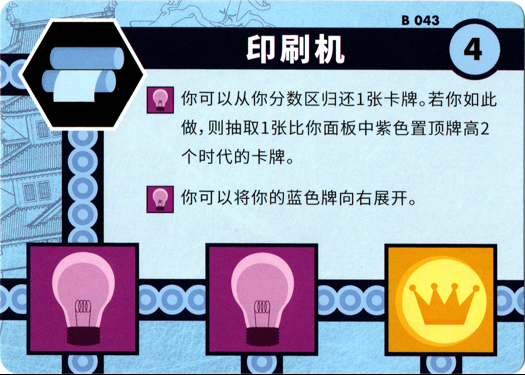 B 043
印刷机
4
你可以从你分数区归还1张卡牌。若你如此
做，则抽取1张比你面板中紫色置顶牌高2
个时代的卡牌。
你可以将你的蓝色牌向右展开。